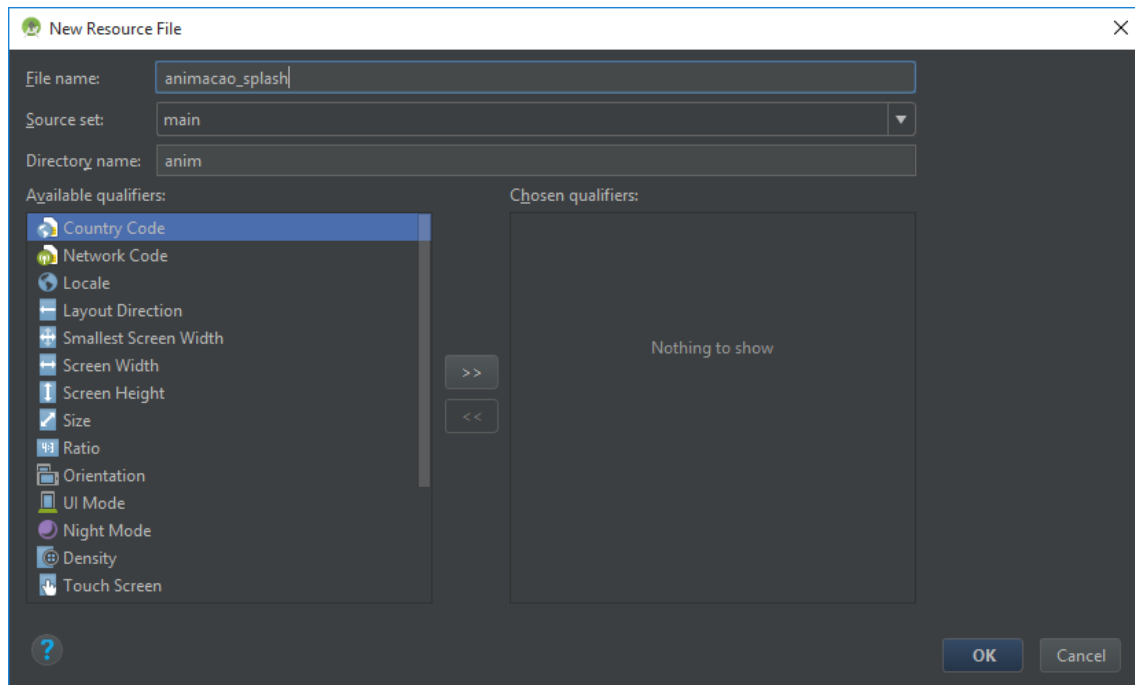 New Resource File
File name: animacao_splash
Source set: main
Directory name: anim
Available qualifiers:
Chosen qualifiers:
Country Code
Network Code
Locale
Layout Direction
Smallest Screen Width
Screen Width
Screen Height
Size
4:3 Ratio
Orientation
UI Mode
Night Mode
Density
Touch Screen
>>
<<
Nothing to show
?
OK
Cancel